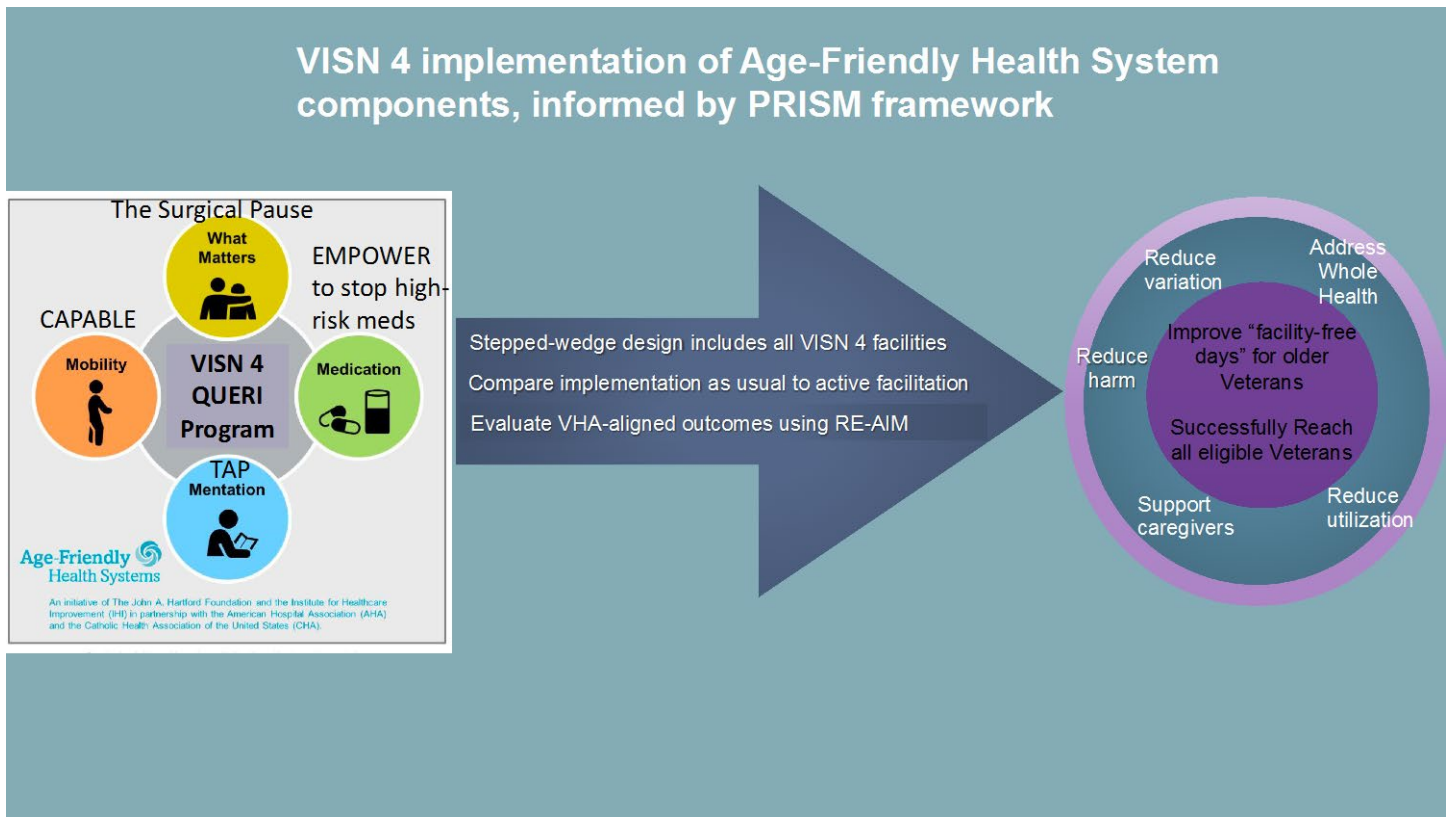 VISN 4 implementation of Age-Friendly Health System
components, informed by PRISM framework
The Surgical Pause
What
Matters
EMPOWER
to stop high-
risk meds
CAPABLE
Mobility
VISN 4
QUERI
Program
Medication
TAP
Mentation
Age-Friendly
Health Systems
An initiative of The John A. Hartford Foundation and the Institute for Healthcare
Improvement (IHI) in partnership with the American Hospital Association (AHA)
and the Catholic Health Association of the United States (CHA).
Stepped-wedge design includes all VISN 4 facilities
Compare implementation as usual to active facilitation
Evaluate VHA-aligned outcomes using RE-AIM
Reduce
variation
Address
Whole
Health
Reduce
harm
Improve “facility-free
days” for older
Veterans
Successfully Reach
all eligible Veterans
Support
caregivers
Reduce
utilization